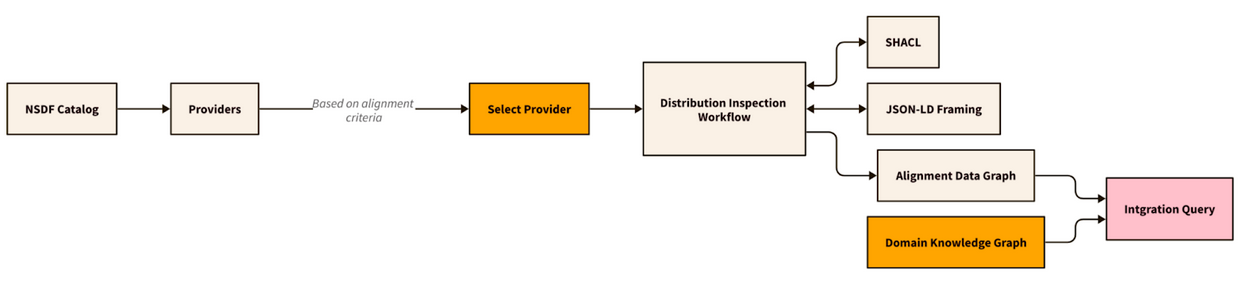 NSDF Catalog
Providers
Based on alignment
criteria
Select Provider
Distribution Inspection
Workflow
SHACL
JSON-LD Framing
Alignment Data Graph
Domain Knowledge Graph
Intgration Query